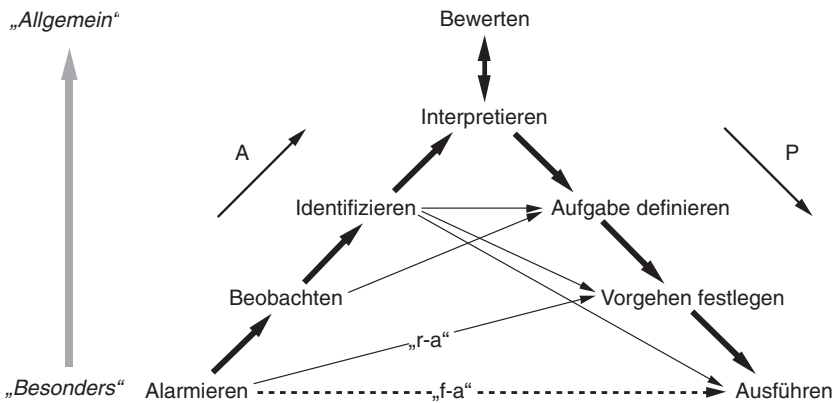 „Allgemein“
Bewerten
Interpretieren
A
P
Identifizieren
Aufgabe definieren
Beobachten
Vorgehen festlegen
„r-a“
„Besonders“
Alarmieren
„f-a“
Ausführen